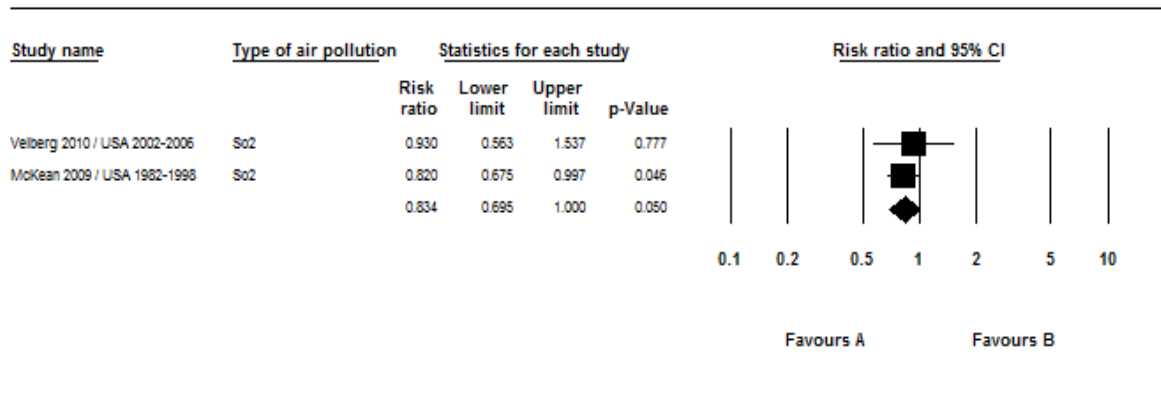 Study name Type of air pollution Statistics for each study Risk ratio and 95% CI
Risk ratio Lower limit Upper limit p-Value
Velberg 2010 / USA 2002-2006 So2 0.930 0.563 1.537 0.777
McKean 2009 / USA 1982-1998 So2 0.820 0.675 0.997 0.046
0.834 0.695 1.000 0.050
0.1 0.2 0.5 1 2 5 10
Favours A Favours B